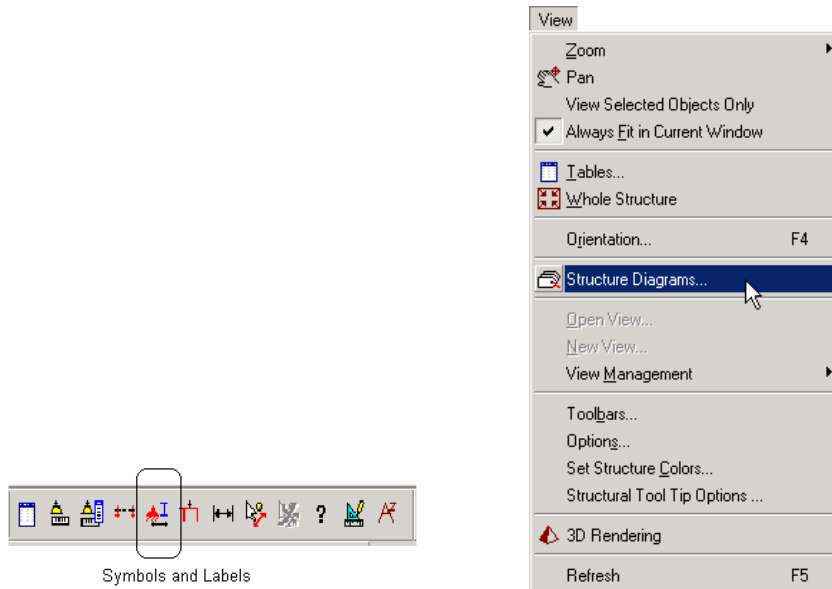 View
Zoom
Pan
View Selected Objects Only
Always Fit in Current Window
Tables...
Whole Structure
Orientation... F4
Structure Diagrams...
Open View...
New View...
View Management
Toolbars...
Options...
Set Structure Colors...
Structural Tool Tip Options ...
3D Rendering
Refresh F5
?
Symbols and Labels